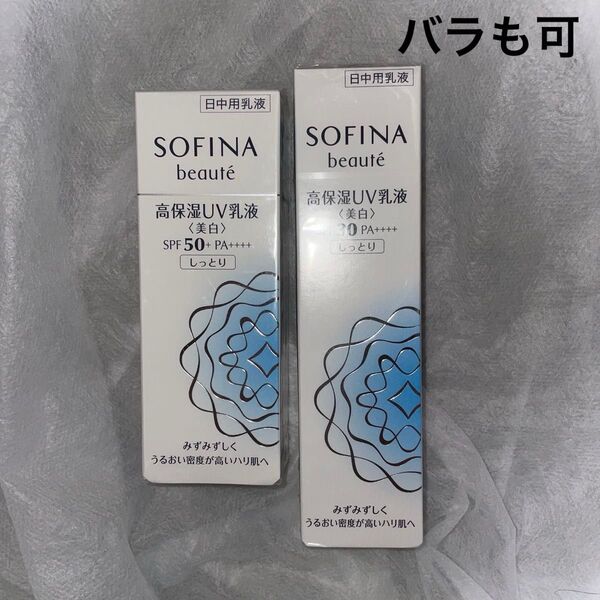 バラも可
日中用乳液
SOFINA
beauté
高保湿UV乳液
〈美白〉
SPF 50+ PA++++
しっとり
みずみずしく
うるおい密度が高いハリ肌へ
日中用乳液
SOFINA
beauté
高保湿UV乳液
〈美白〉
30 PA++++
しっとり
みずみずしく
うるおい密度が高いハリ肌へ